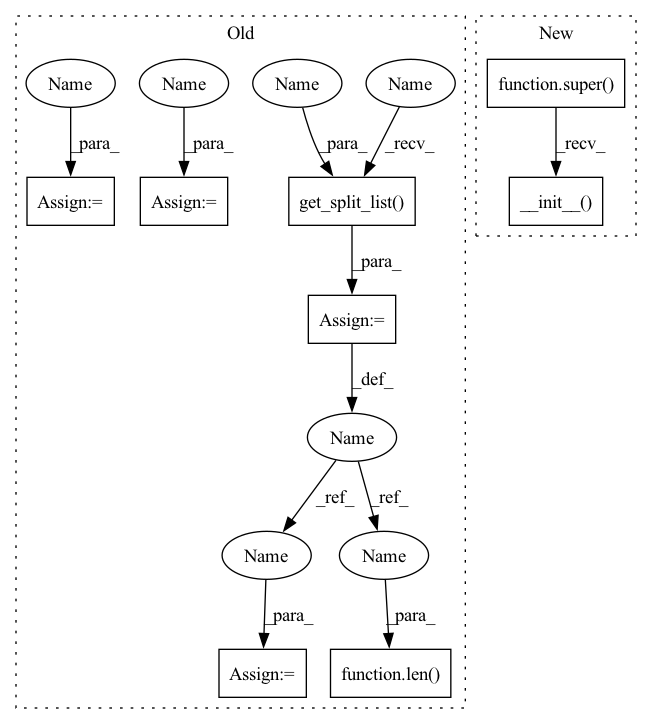 Old
New
Name
Name
Name
Name
function.super()
_para_
_para_
_para_
_recv_
_recv_
Assign:=
Assign:=
get_split_list()
__init__()
_para_
Assign:=
_def_
Name
_ref_
_ref_
Name
Name
_para_
_para_
Assign:=
function.len()